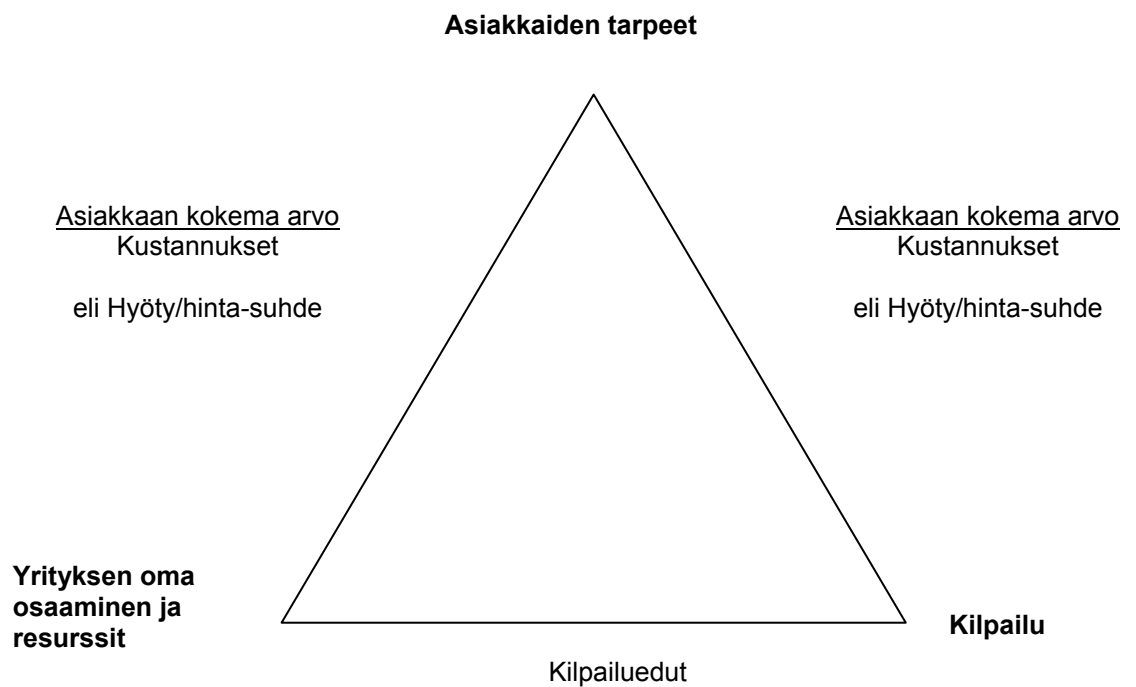 Asiakkaiden tarpeet
Asiakkaan kokema arvo
Kustannukset
eli Hyöty/hinta-suhde
Asiakkaan kokema arvo
Kustannukset
eli Hyöty/hinta-suhde
Yrityksen oma
osaaminen ja
resurssit
Kilpailu
Kilpailuedut